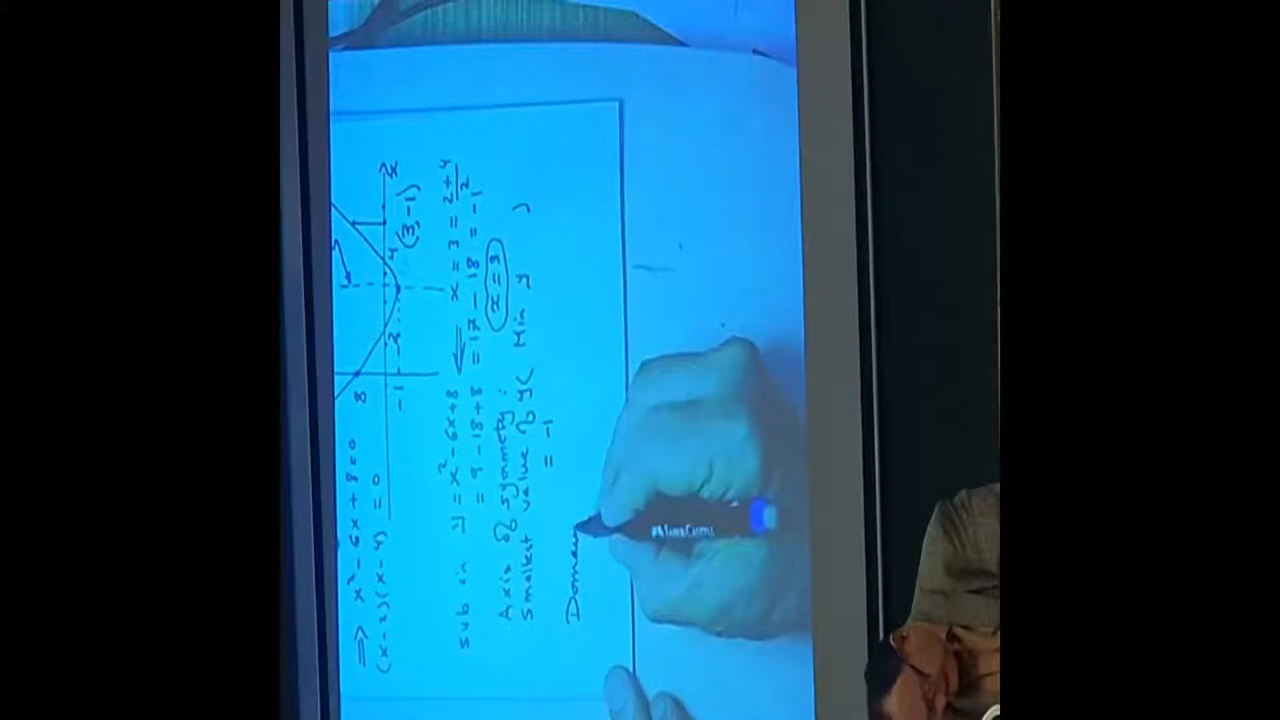 ⇒ x² - 6x + 8 = 0
(x-2)(x-4) = 0
8
-1
2
4
x
(3,-1)
sub in y = x² - 6x + 8 ⇐ x = 3 = 2+4/2
= 9 - 18 + 8 = 17 - 18 = -1
Axis of symmetry : x = 3
Smallest value of y ( Min y )
= -1
Domain